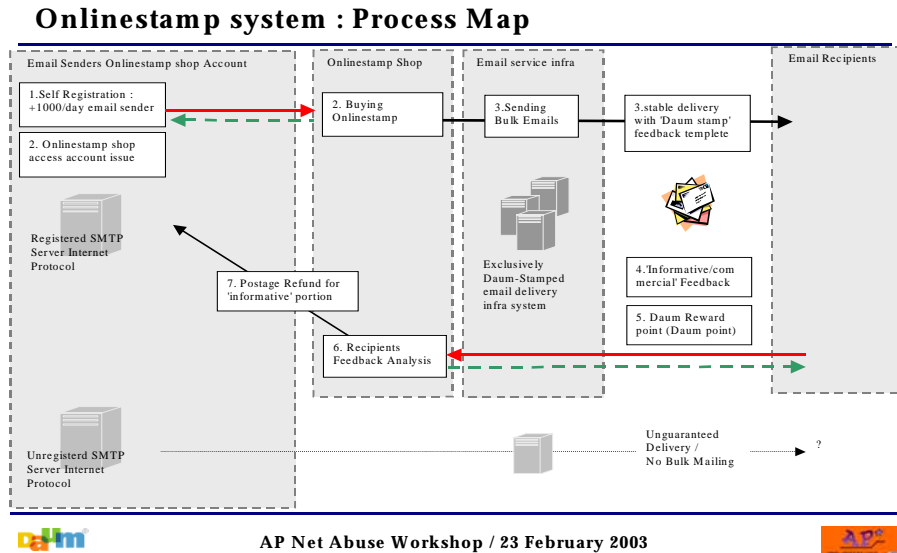 Onlinestamp system : Process Map
Email Senders Onlinestamp shop Account
Onlinestamp Shop
Email service infra
Email Recipients
1.Self Registration :
+1000/day email sender
2. Buying
Onlinestamp
3.Sending
Bulk Emails
3.stable delivery
with 'Daum stamp'
feedback templete
2. Onlinestamp shop
access account issue
Registered SMTP
Server Internet
Protocol
Exclusively
Daum-Stamped
email delivery
infra system
4.'Informative/com
mercial' Feedback
7. Postage Refund for
'informative' portion
5. Daum Reward
point (Daum point)
6. Recipients
Feedback Analysis
Unregisterd SMTP
Server Internet
Protocol
Unguaranteed
Delivery /
No Bulk Mailing
?
Daum
AP Net Abuse Workshop / 23 February 2003
AP*